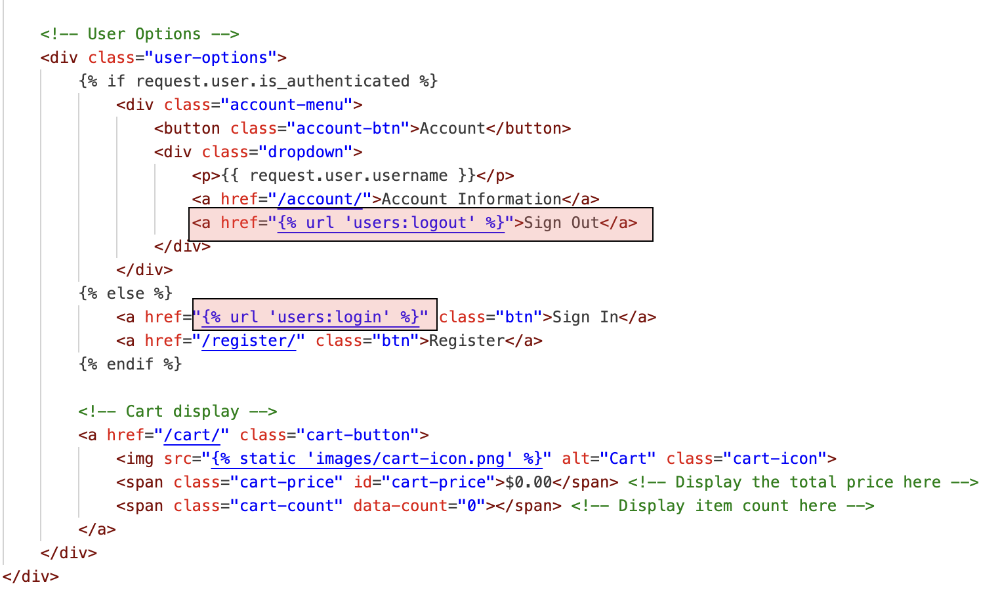 <!-- User Options -->
<div class="user-options">
{% if request.user.is_authenticated %}
<div class="account-menu">
<button class="account-btn">Account</button>
<div class="dropdown">
<p>{{ request.user.username }}</p>
<a href="/account/">Account Information</a>
<a href="{% url 'users:logout' %}">Sign Out</a>
</div>
</div>
{% else %}
<a href="{% url 'users:login' %}" class="btn">Sign In</a>
<a href="/register/" class="btn">Register</a>
{% endif %}
<!-- Cart display -->
<a href="/cart/" class="cart-button">
<img src="{% static 'images/cart-icon.png' %}" alt="Cart" class="cart-icon">
<span class="cart-price" id="cart-price">$0.00</span> <!-- Display the total price here -->
<span class="cart-count" data-count="0"></span> <!-- Display item count here -->
</a>
</div>
</div>